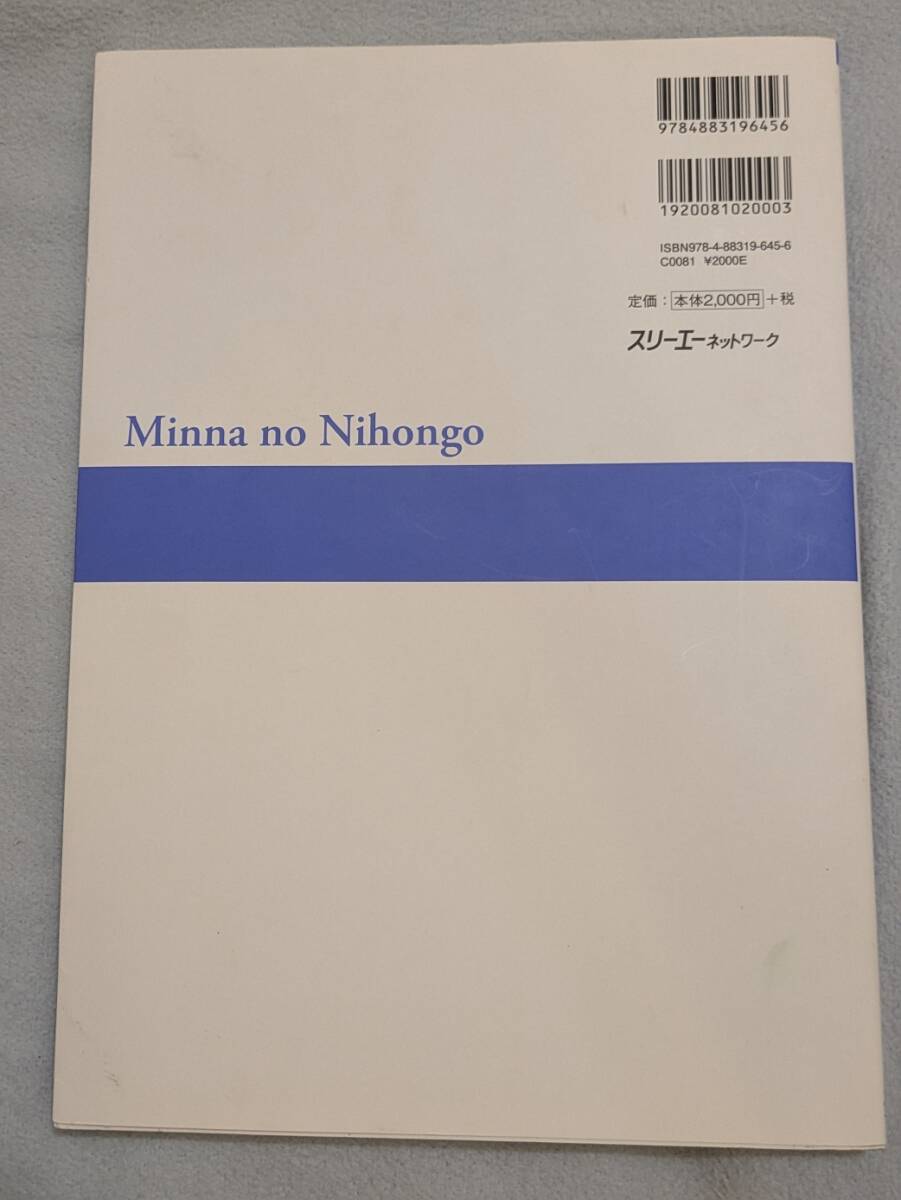 9784883196456
1920081020003
ISBN978-4-88319-645-6
C0081 ¥2000E
定価：本体2,000円＋税
スリーエーネットワーク
Minna no Nihongo